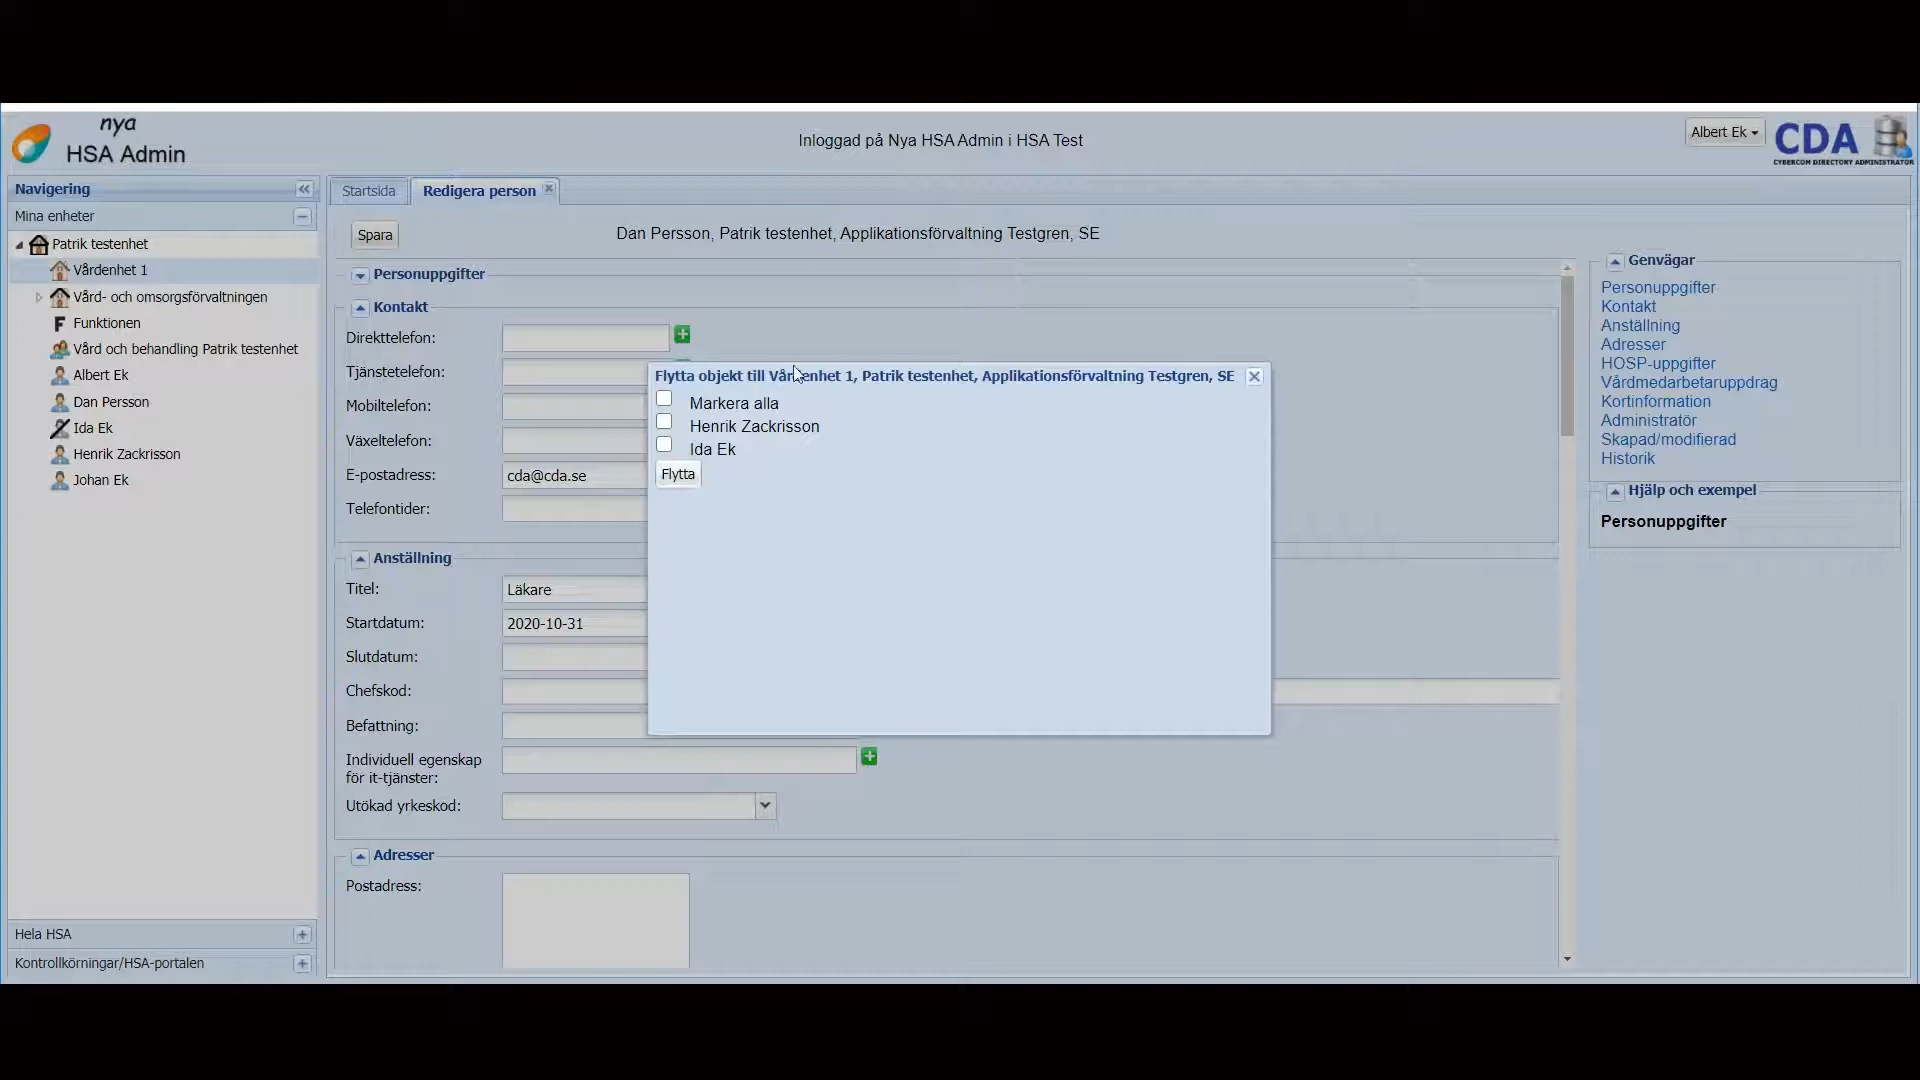 nya
HSA Admin
Inloggad på Nya HSA Admin i HSA Test
Albert Ek
CDA
CYBERCOM DIRECTORY ADMINISTRATOR
Navigering
Mina enheter
Patrik testenhet
Vårdenhet 1
Vård- och omsorgsförvaltningen
Funktionen
Vård och behandling Patrik testenhet
Albert Ek
Dan Persson
Ida Ek
Henrik Zackrisson
Johan Ek
Hela HSA
Kontrollkörningar/HSA-portalen
Startsida
Redigera person
Spara
Dan Persson, Patrik testenhet, Applikationsförvaltning Testgren, SE
Personuppgifter
Kontakt
Direkttelefon:
Tjänstetelefon:
Mobiltelefon:
Växeltelefon:
E-postadress:
cda@cda.se
Telefontider:
Anställning
Titel:
Läkare
Startdatum:
2020-10-31
Slutdatum:
Chefskod:
Befattning:
Individuell egenskap
för it-tjänster:
Utökad yrkeskod:
Adresser
Postadress:
Flytta objekt till Vårdenhet 1, Patrik testenhet, Applikationsförvaltning Testgren, SE
Markera alla
Henrik Zackrisson
Ida Ek
Flytta
Genvägar
Personuppgifter
Kontakt
Anställning
Adresser
HOSP-uppgifter
Vårdmedarbetaruppdrag
Kortinformation
Administratör
Skapad/modifierad
Historik
Hjälp och exempel
Personuppgifter